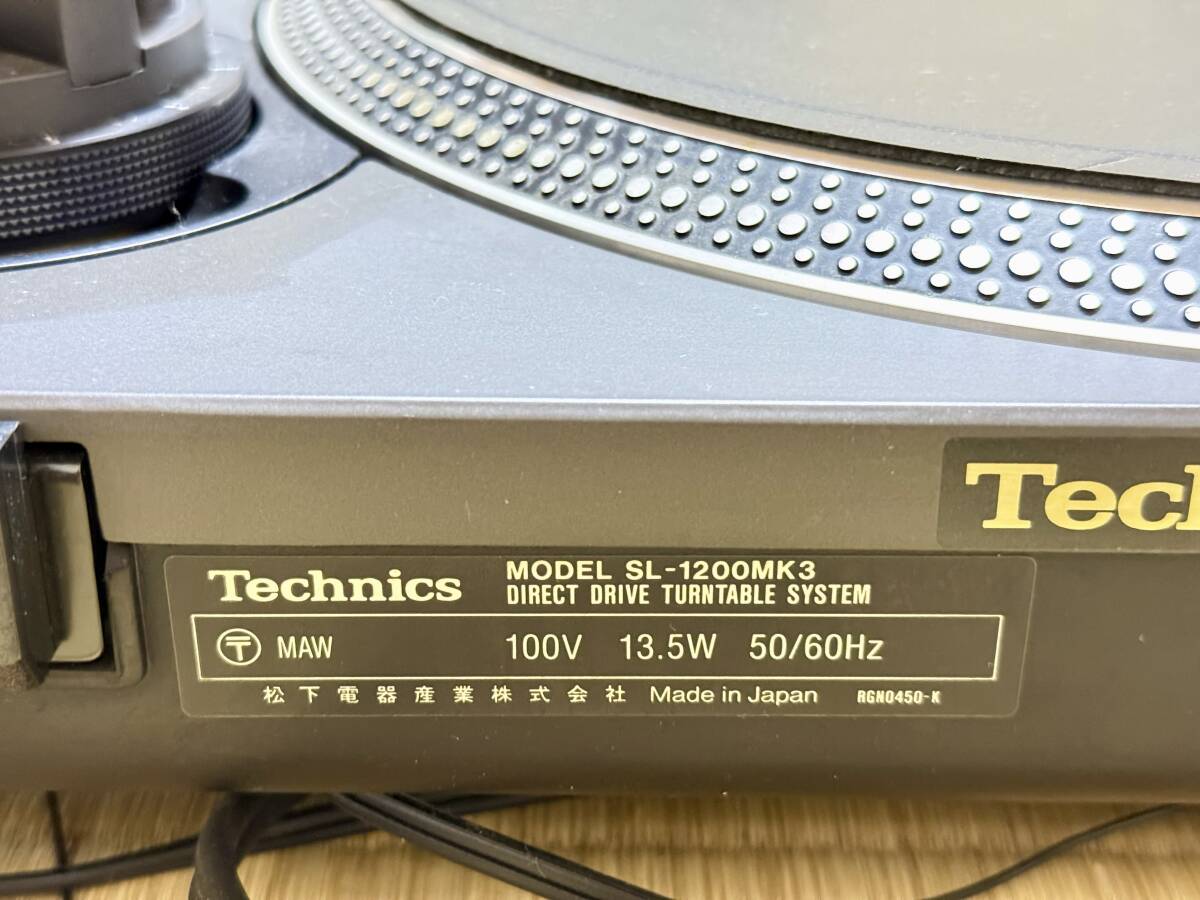 Tech
Technics
MODEL SL-1200MK3
DIRECT DRIVE TURNTABLE SYSTEM
〒 MAW 100V 13.5W 50/60Hz
松下電器産業株式会社 Made in Japan RGN0450-K